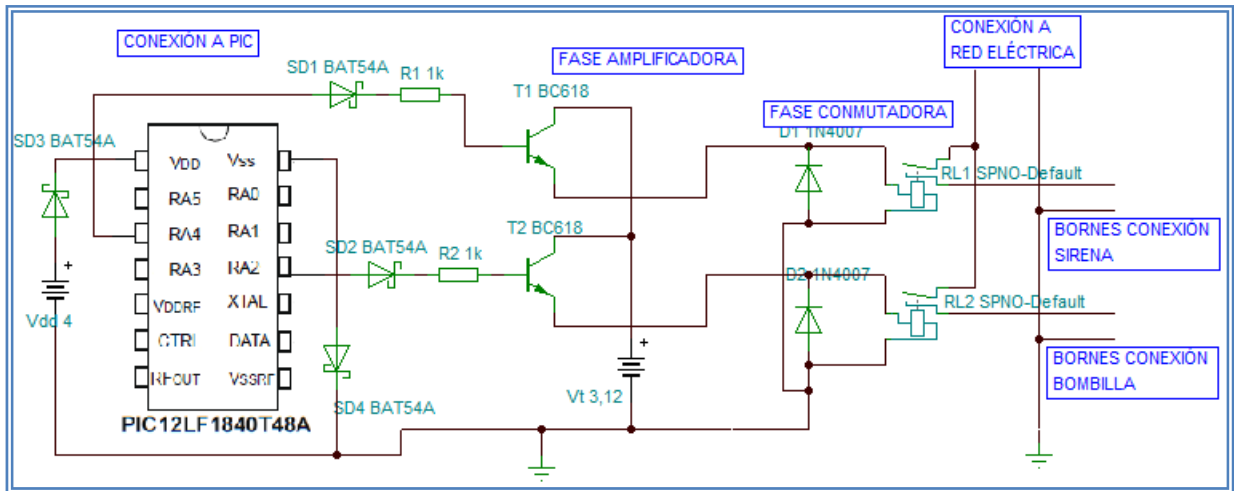 CONEXIÓN A PIC
CONEXIÓN A
RED ELÉCTRICA
SD1 BAT54A
R1 1k
FASE AMPLIFICADORA
T1 BC618
FASE CONMUTADORA
D1 1N4007
SD3 BAT54A
VDD
Vss
RA5
RA0
RA4
RA1
RA3
RA2
VDDRF
XTAL
CTRL
DATA
RFOUT
VSSRF
PIC12LF1840T48A
Vdd 4
SD2 BAT54A
R2 1k
T2 BC618
SD4 BAT54A
Vt 3,12
RL1 SPNO-Default
BORNES CONEXIÓN
SIRENA
D2 1N4007
RL2 SPNO-Default
BORNES CONEXIÓN
BOMBILLA
+
+